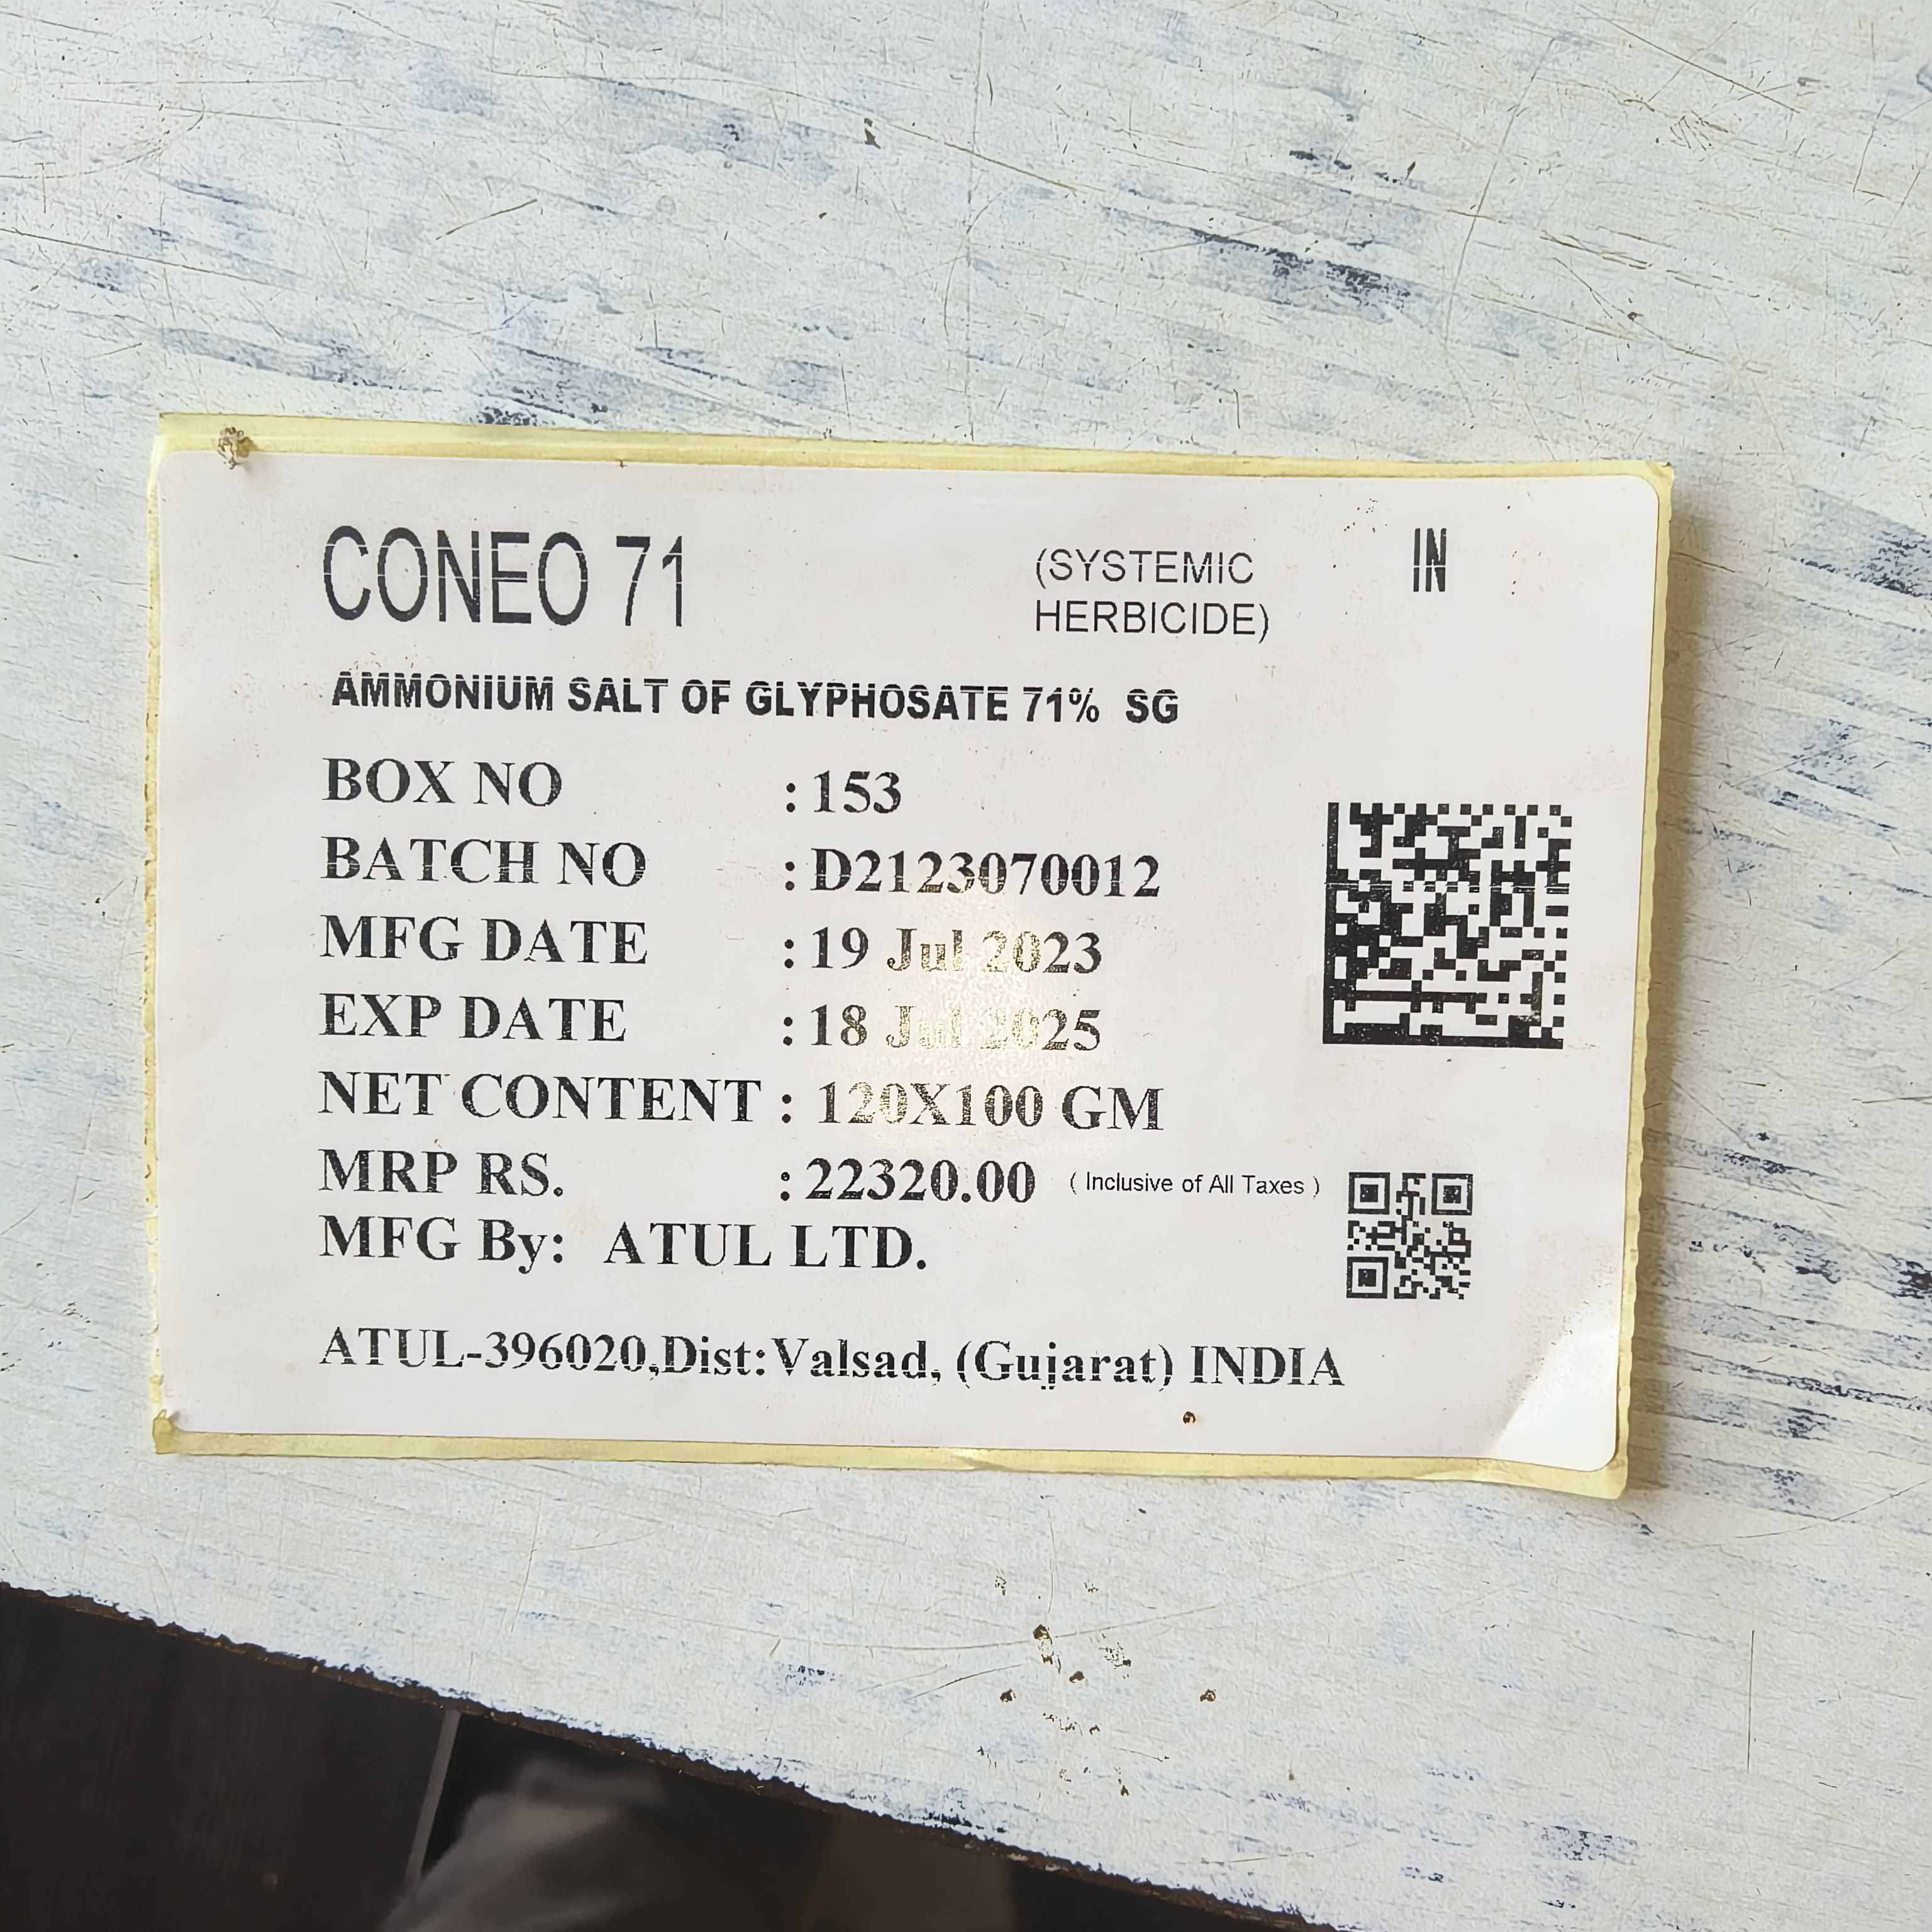 CONEO 71 (SYSTEMIC HERBICIDE) IN
AMMONIUM SALT OF GLYPHOSATE 71% SG
BOX NO : 153
BATCH NO : D2123070012
MFG DATE : 19 Jul 2023
EXP DATE : 18 Jul 2025
NET CONTENT : 120X100 GM
MRP RS. : 22320.00 ( Inclusive of All Taxes )
MFG By: ATUL LTD.
ATUL-396020,Dist:Valsad, (Gujarat) INDIA